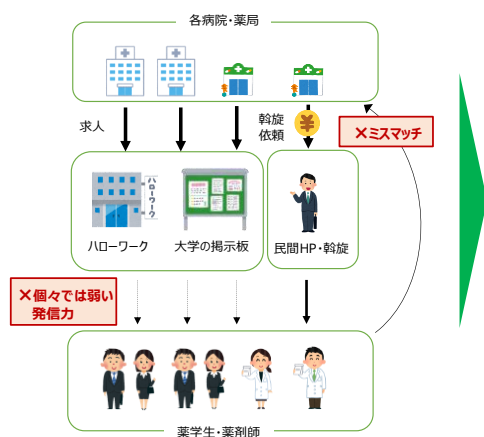 各病院・薬局
求人
斡旋
依頼
¥
×ミスマッチ
ハローワーク
ハローワーク
大学の掲示板
民間HP・斡旋
×個々では弱い
発信力
薬学生・薬剤師